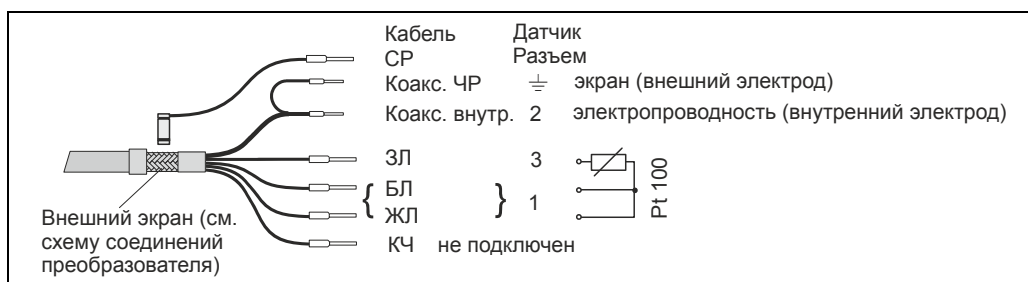 Кабель Датчик
СР Разъем
Коакс. ЧР экран (внешний электрод)
Коакс. внутр. 2 электропроводность (внутренний электрод)
ЗЛ 3
БЛ
ЖЛ
1
Pt 100
КЧ не подключен
Внешний экран (см.
схему соединений
преобразователя)